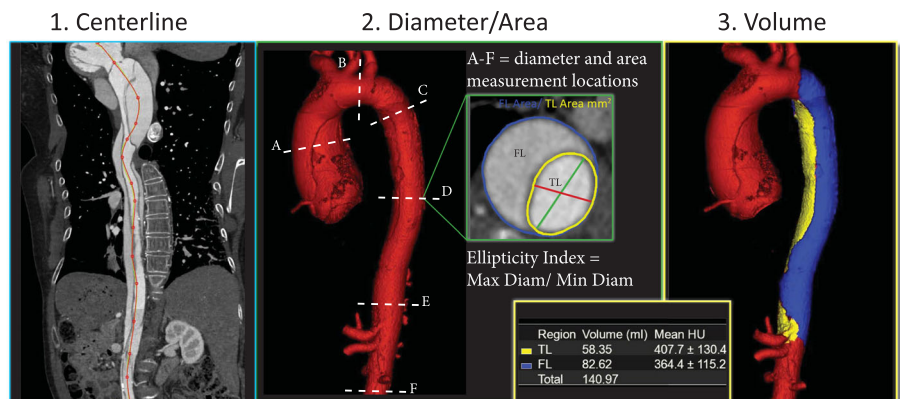 1. Centerline
2. Diameter/Area
3. Volume
A-F = diameter and area
measurement locations
FL Area/ TL Area mm²
FL
TL
A
B
C
D
E
F
Ellipticity Index =
Max Diam/ Min Diam
Region Volume (ml) Mean HU
TL 58.35 407.7 ± 130.4
FL 82.62 364.4 ± 115.2
Total 140.97